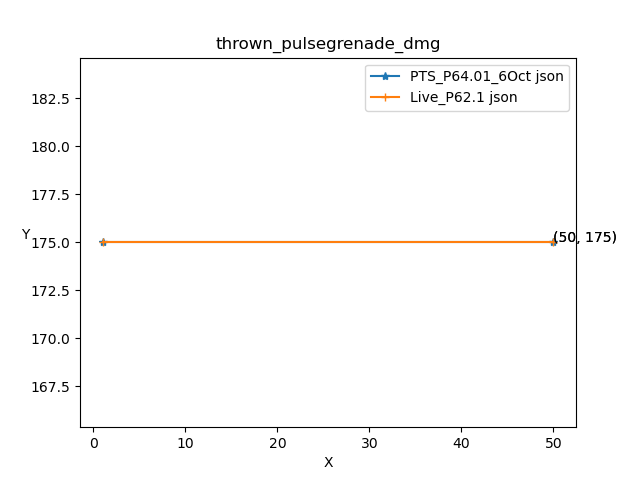 thrown_pulsegrenade_dmg
PTS_P64.01_6Oct json
Live_P62.1 json
182.5
180.0
177.5
Y
175.0
(50, 175)
172.5
170.0
167.5
0 10 20 30 40 50
X